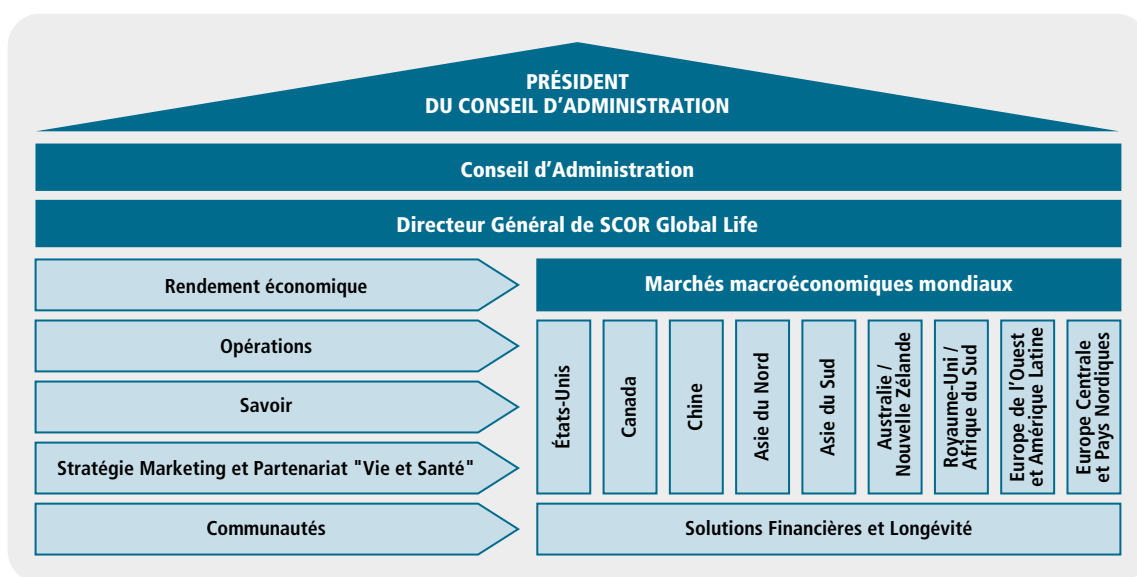 PRÉSIDENT
DU CONSEIL D'ADMINISTRATION
Conseil d'Administration
Directeur Général de SCOR Global Life
Rendement économique
Opérations
Savoir
Stratégie Marketing et Partenariat "Vie et Santé"
Communautés
Marchés macroéconomiques mondiaux
États-Unis
Canada
Chine
Asie du Nord
Asie du Sud
Australie /
Nouvelle Zélande
Royaume-Uni /
Afrique du Sud
Europe de l'Ouest
et Amérique Latine
Europe Centrale
et Pays Nordiques
Solutions Financières et Longévité